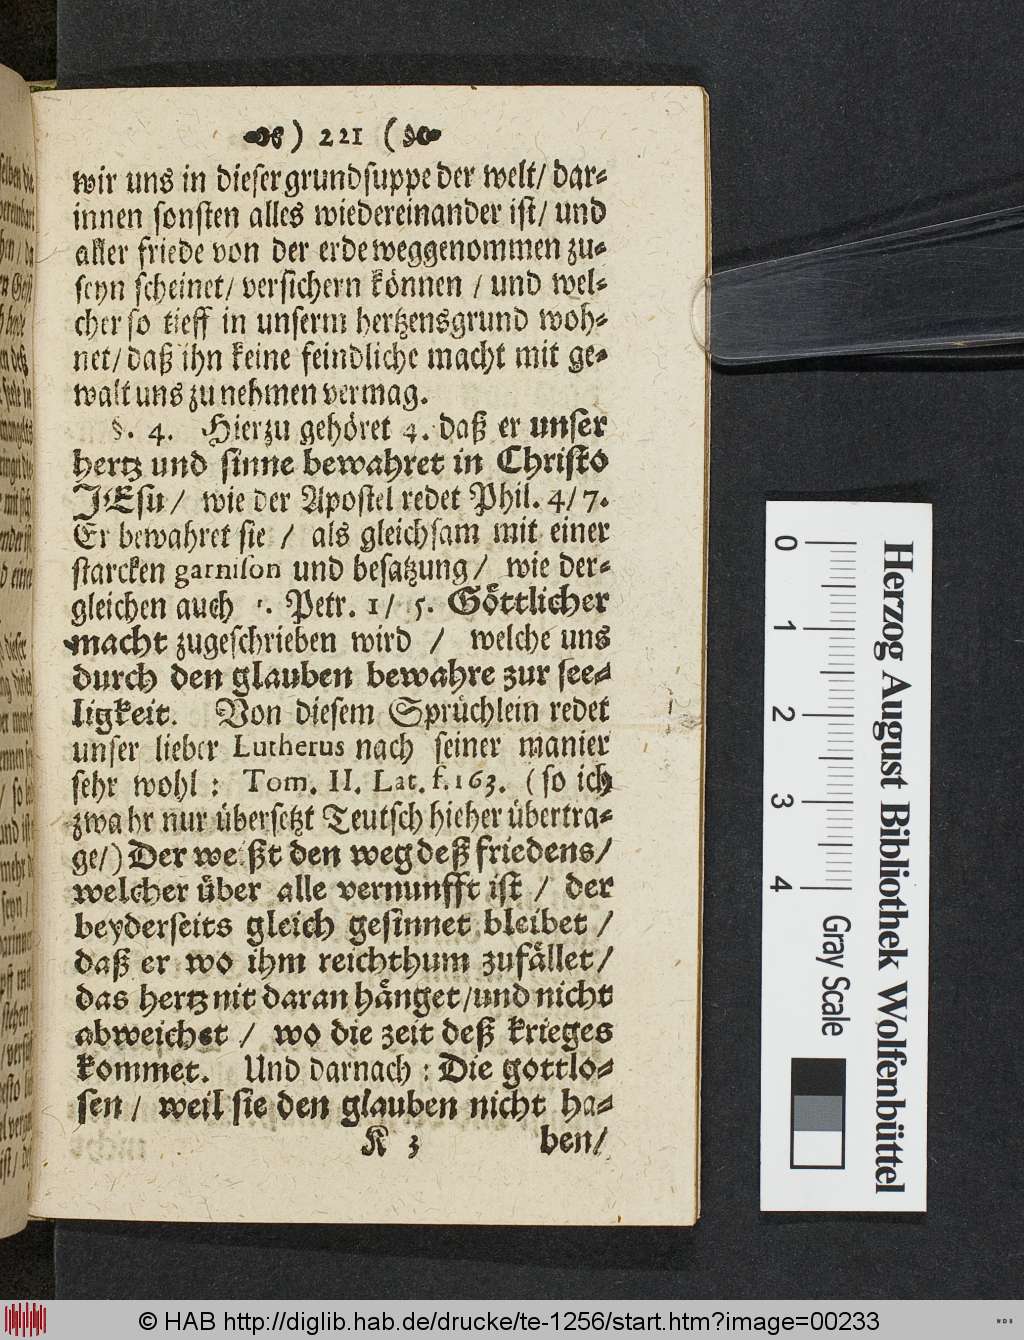 ) 221 (
wir uns in dieser grundsuppe der welt/ dar⸗
innen sonsten alles wiedereinander ist/ und
aller friede von der erde weggenommen zu⸗
seyn scheinet/ versichern können / und wel⸗
cher so tieff in unserm hertzensgrund woh⸗
net/ daß ihn keine feindliche macht mit ge⸗
walt uns zu nehmen vermag.
§. 4. Hierzu gehöret 4. daß er unser
hertz und sinne bewahret in Christo
JEsu / wie der Apostel redet Phil. 4/ 7.
Er bewahret sie / als gleichsam mit einer
starcken garnison und besatzung / wie der⸗
gleichen auch 1. Petr. 1 / 5. Göttlicher
macht zugeschrieben wird / welche uns
durch den glauben bewahre zur see⸗
ligkeit. Von diesem Sprüchlein redet
unser lieber Lutherus nach seiner manier
sehr wohl : Tom. II. Lat. f. 163. (so ich
zwahr nur übersetzt Teutsch hieher übertra⸗
ge/) Der weißt den weg deß friedens/
welcher über alle vernunfft ist / der
beyderseits gleich gesinnet bleibet /
daß er wo ihm reichthum zufället/
das hertz nit daran hänget/und nicht
abweichet / wo die zeit deß krieges
kommet. Und darnach : Die gottlo⸗
sen / weil sie den glauben nicht ha⸗
K 3 ben/
Herzog August Bibliothek Wolfenbüttel
0 1 2 3 4 Gray Scale
© HAB http://diglib.hab.de/drucke/te-1256/start.htm?image=00233